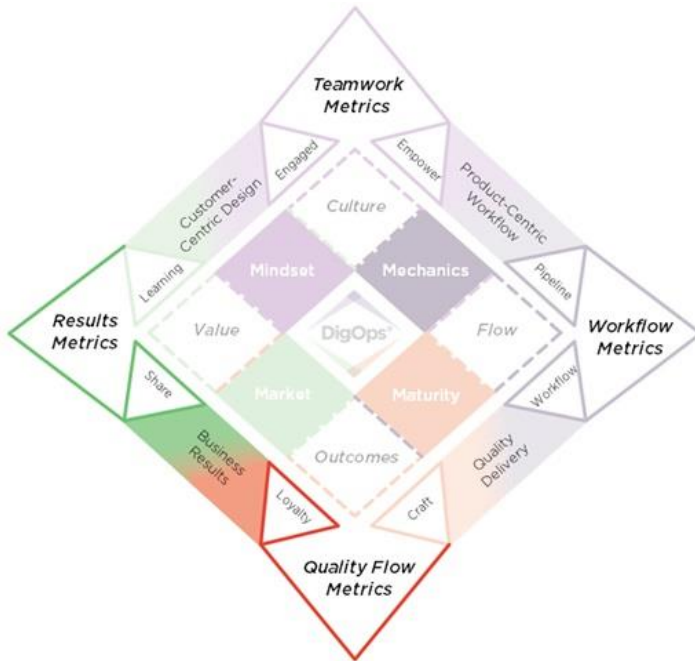 Teamwork
Metrics
Engaged
Empower
Customer-
Centric Design
Product-Centric
Workflow
Culture
Learning
Mindset
Mechanics
Pipeline
Results
Metrics
Value
DigOps®
Flow
Workflow
Metrics
Share
Market
Maturity
Workflow
Business
Results
Outcomes
Quality
Delivery
Loyalty
Craft
Quality Flow
Metrics